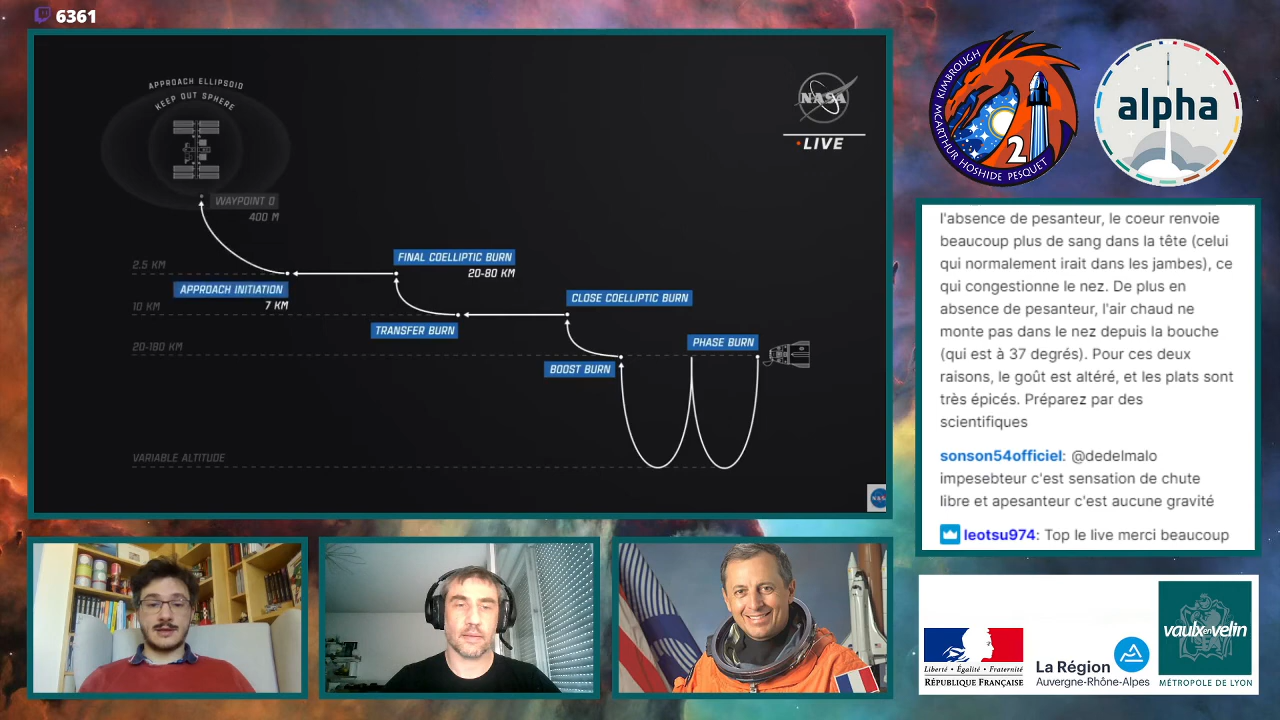 6361
APPROACH ELLIPSOID
KEEP OUT SPHERE
NASA
LIVE
WAYPOINT 0
400 M
2.5 KM
FINAL COELLIPTIC BURN
20-80 KM
APPROACH INITIATION
7 KM
CLOSE COELLIPTIC BURN
10 KM
TRANSFER BURN
PHASE BURN
20-180 KM
BOOST BURN
VARIABLE ALTITUDE
MCARTHUR KIMBROUGH
HOSHIDE PESQUET
2
alpha
l'absence de pesanteur, le coeur renvoie
beaucoup plus de sang dans la tête (celui
qui normalement irait dans les jambes), ce
qui congestionne le nez. De plus en
absence de pesanteur, l'air chaud ne
monte pas dans le nez depuis la bouche
(qui est à 37 degrés). Pour ces deux
raisons, le goût est altéré, et les plats sont
très épicés. Préparez par des
scientifiques
sonson54officiel: @dedelmalo
impesebteur c'est sensation de chute
libre et apesanteur c'est aucune gravité
leotsu974: Top le live merci beaucoup
Liberté • Égalité • Fraternité
RÉPUBLIQUE FRANÇAISE
La Région
Auvergne-Rhône-Alpes
vaulx en velin
MÉTROPOLE DE LYON